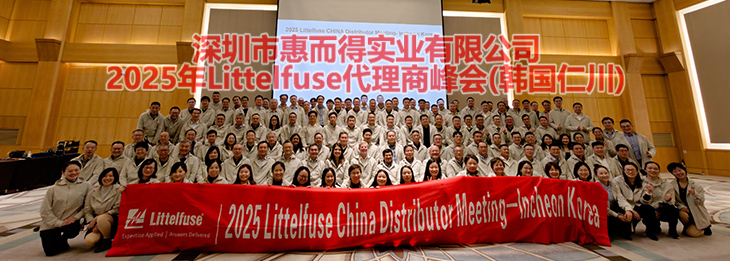 2025 Littelfuse CHINA Distributor Meeting- Incheon Korea
深圳市惠而得实业有限公司
2025年Littelfuse代理商峰会(韩国仁川)
Littelfuse
Expertise Applied | Answers Delivered
2025 Littelfuse China Distributor Meeting—Incheon Korea